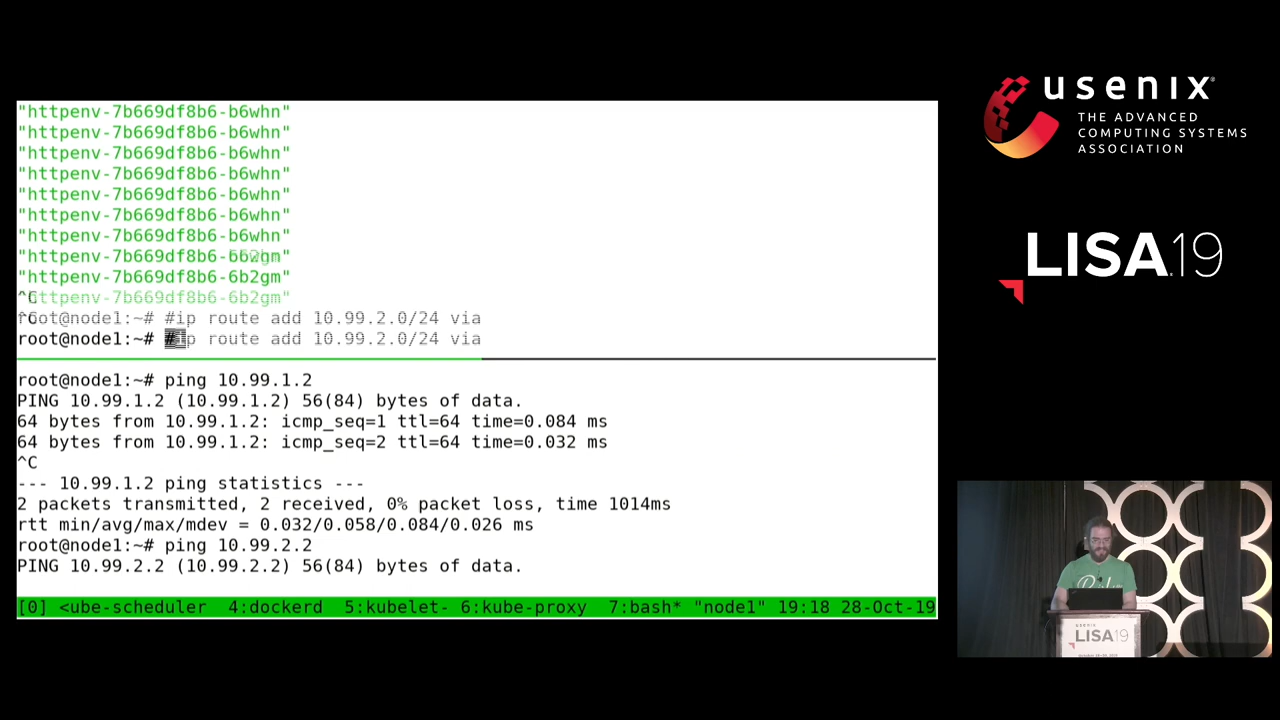 "httpenv-7b669df8b6-b6whn"
"httpenv-7b669df8b6-b6whn"
"httpenv-7b669df8b6-b6whn"
"httpenv-7b669df8b6-b6whn"
"httpenv-7b669df8b6-b6whn"
"httpenv-7b669df8b6-b6whn"
"httpenv-7b669df8b6-b6whn"
"httpenv-7b669df8b6-
"httpenv-7b669df8b6-6b2gm"
^C
"httpenv-7b669df8b6-6b2gm"
root@node1:~# #ip route add 10.99.2.0/24 via
root@node1:~# #ip route add 10.99.2.0/24 via
root@node1:~# ping 10.99.1.2
PING 10.99.1.2 (10.99.1.2) 56(84) bytes of data.
64 bytes from 10.99.1.2: icmp_seq=1 ttl=64 time=0.084 ms
64 bytes from 10.99.1.2: icmp_seq=2 ttl=64 time=0.032 ms
^C
--- 10.99.1.2 ping statistics ---
2 packets transmitted, 2 received, 0% packet loss, time 1014ms
rtt min/avg/max/mdev = 0.032/0.058/0.084/0.026 ms
root@node1:~# ping 10.99.2.2
PING 10.99.2.2 (10.99.2.2) 56(84) bytes of data.
[0] <ube-scheduler 4:dockerd 5:kubelet- 6:kube-proxy 7:bash* "node1" 19:18 28-Oct-19
usenix
THE ADVANCED
COMPUTING SYSTEMS
ASSOCIATION
LISA19
usenix
LISA19